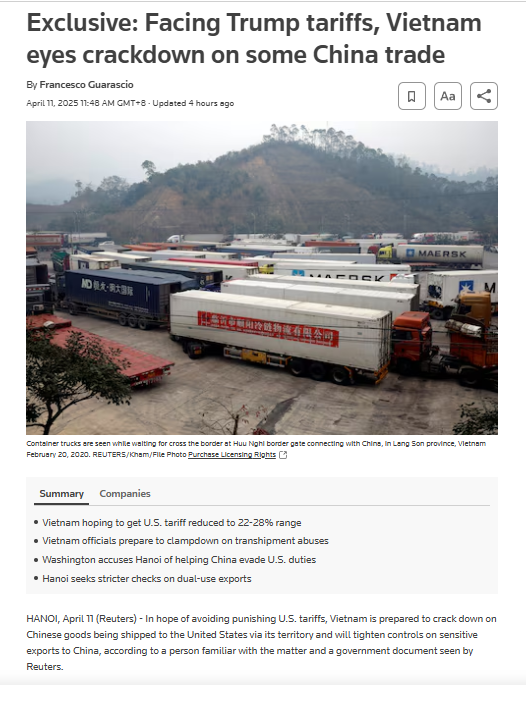 Exclusive: Facing Trump tariffs, Vietnam
eyes crackdown on some China trade
By Francesco Guarascio
April 11, 2025 11:48 AM GMT+8 · Updated 4 hours ago
Aa
MAERSK
MAERSK
M
Container trucks are seen while waiting for cross the border at Huu Nghi border gate connecting with China, in Lang Son province, Vietnam
February 20, 2020. REUTERS/Kham/File Photo Purchase Licensing Rights
Summary Companies
Vietnam hoping to get U.S. tariff reduced to 22-28% range
Vietnam officials prepare to clampdown on transhipment abuses
Washington accuses Hanoi of helping China evade U.S. duties
Hanoi seeks stricter checks on dual-use exports
HANOI, April 11 (Reuters) - In hope of avoiding punishing U.S. tariffs, Vietnam is prepared to crack down on
Chinese goods being shipped to the United States via its territory and will tighten controls on sensitive
exports to China, according to a person familiar with the matter and a government document seen by
Reuters.